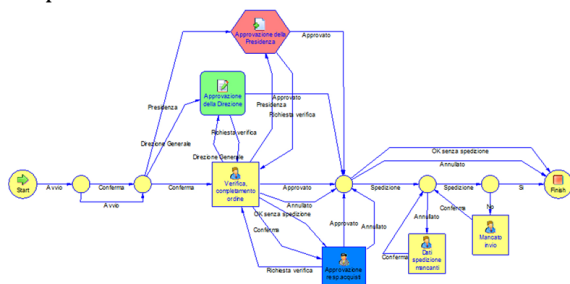 Approvazione della
Presidenza
Approvato
Approvazione
della Direzione
Approvato
Presidenza
Presidenza
Richiesta verifica
Richiesta verifica
Direzione Generale
Direzione Generale
OK senza spedizione
Annullato
Start
Avvio
Conferma
Avvio
Conferma
Verifica,
completamento
ordine
Approvato
Annullato
OK senza spedizione
Conferma
Spedizione
Spedizione
Si
Finish
No
Approvato
Annullato
Annullato
Conferma
Mancato
invio
Dati
spedizione
mancanti
Conferma
Approvazione
resp.acquisti
Richiesta verifica